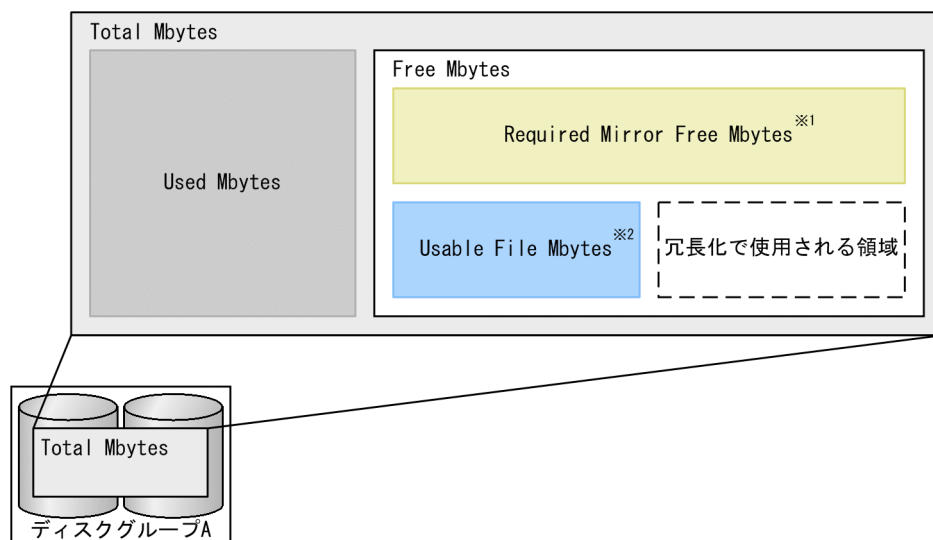 Total Mbytes
Used Mbytes
Free Mbytes
Required Mirror Free Mbytes※1
Usable File Mbytes※2
冗長化で使用される領域
Total Mbytes
ディスクグループA